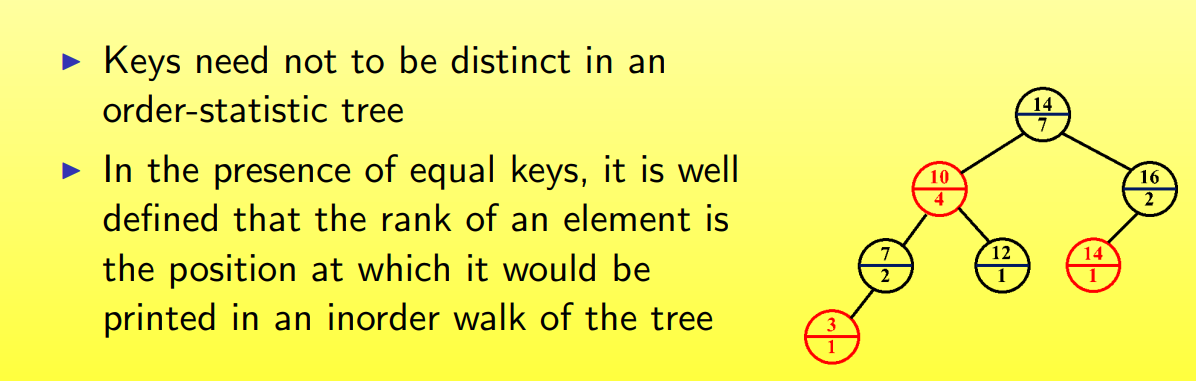 ► Keys need not to be distinct in an
order-statistic tree
► In the presence of equal keys, it is well
defined that the rank of an element is
the position at which it would be
printed in an inorder walk of the tree
14
7
10
4
16
2
7
2
12
1
14
1
3
1